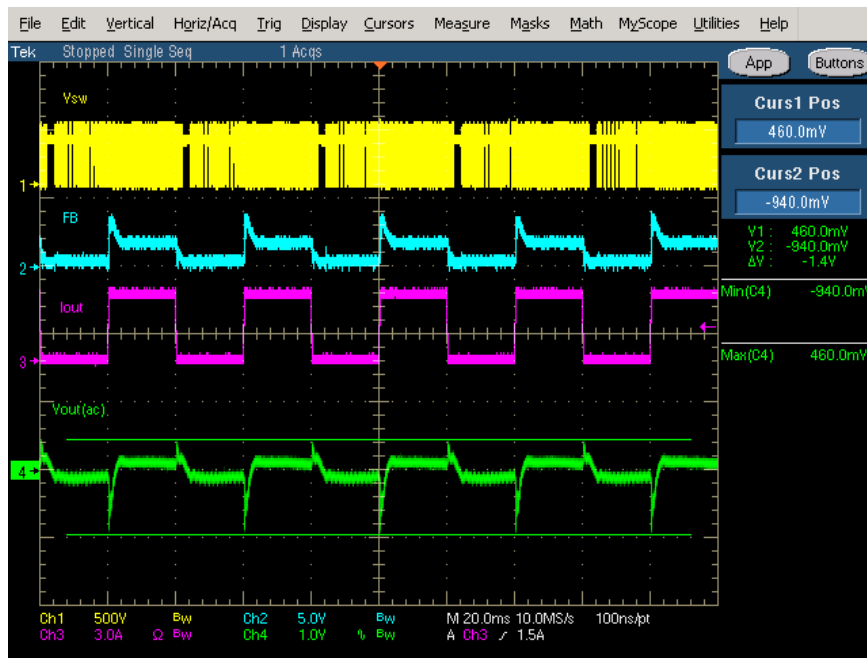 File Edit Vertical Horiz/Acq Trig Display Cursors Measure Masks Math MyScope Utilities Help
Tek Stopped Single Seq 1 Acqs
App Buttons
Curs1 Pos
460.0mV
Curs2 Pos
-940.0mV
V1 : 460.0mV
V2 : -940.0mV
ΔV : -1.4V
Min(C4) -940.0m
Max(C4) 460.0mV
Vsw
1
FB
2
Iout
3
Vout(ac)
4
Ch1 500V Bw Ch2 5.0V Bw M 20.0ms 10.0MS/s 100ns/pt
Ch3 3.0A Ω Bw Ch4 1.0V % Bw A Ch3 ∕ 1.5A